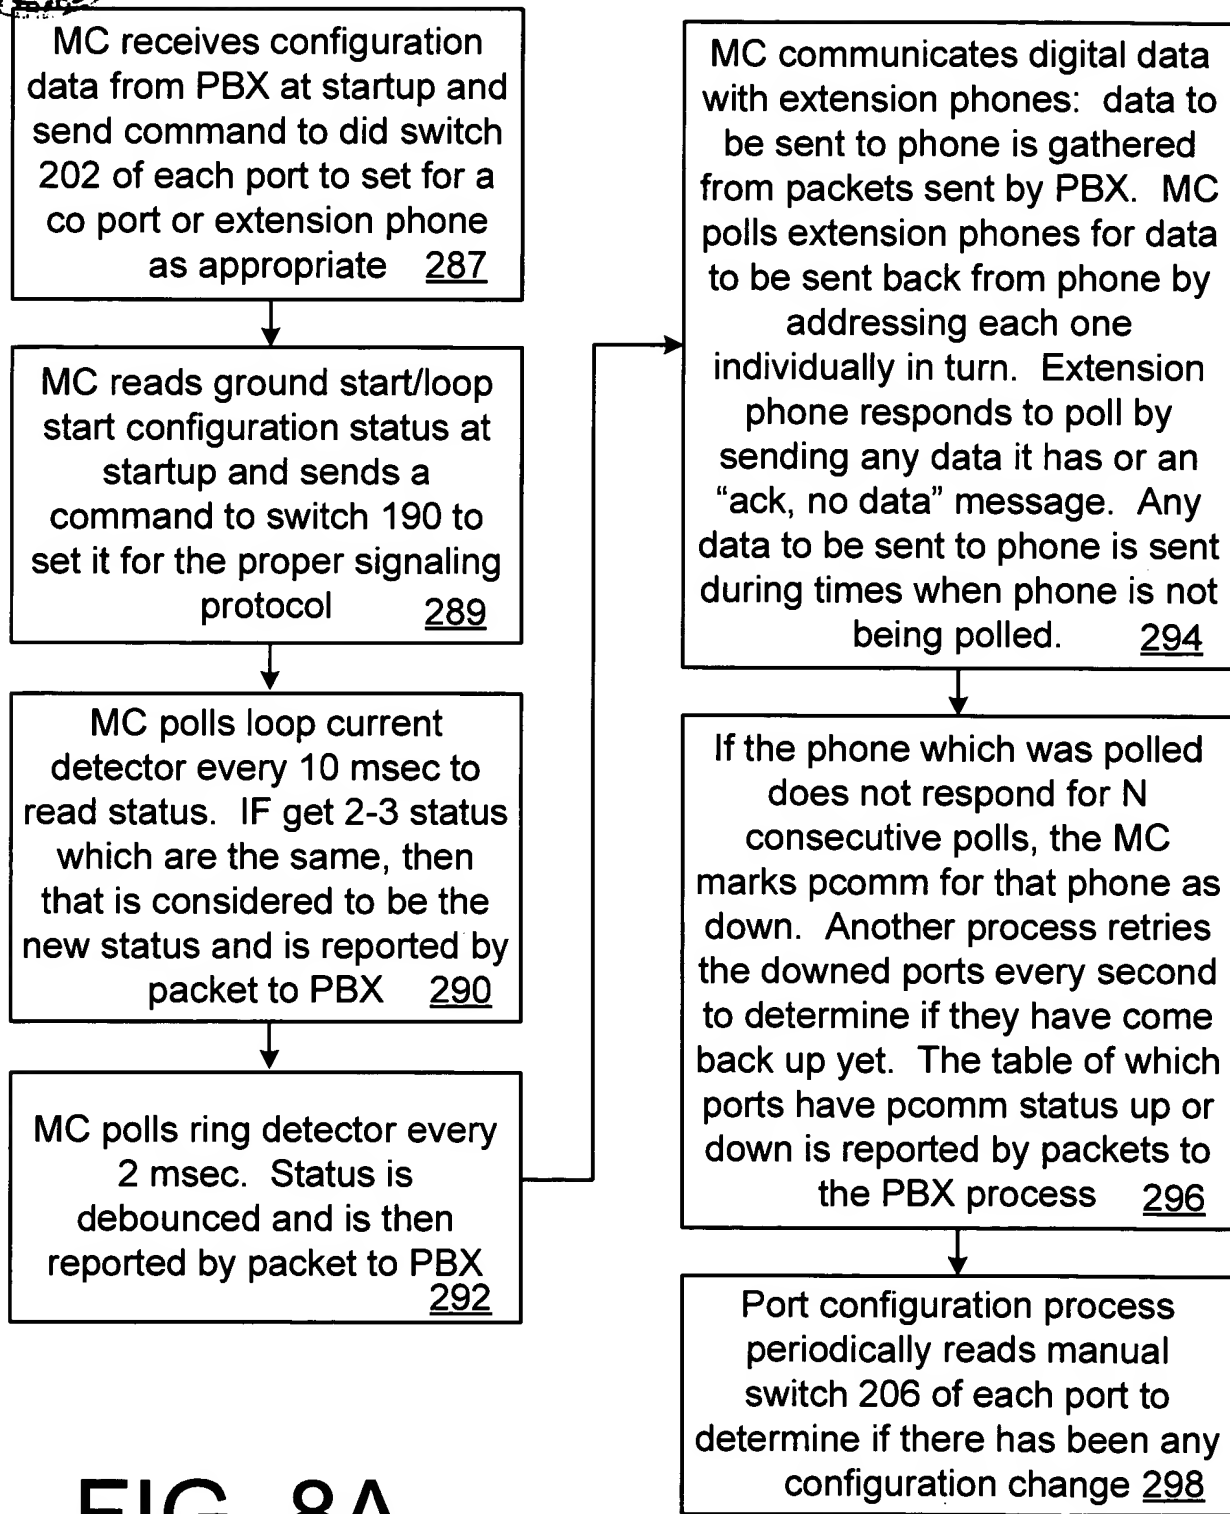 MC receives configuration
data from PBX at startup and
send command to did switch
202 of each port to set for a
co port or extension phone
as appropriate 287
MC reads ground start/loop
start configuration status at
startup and sends a
command to switch 190 to
set it for the proper signaling
protocol 289
MC polls loop current
detector every 10 msec to
read status. IF get 2-3 status
which are the same, then
that is considered to be the
new status and is reported by
packet to PBX 290
MC polls ring detector every
2 msec. Status is
debounced and is then
reported by packet to PBX
292
MC communicates digital data
with extension phones: data to
be sent to phone is gathered
from packets sent by PBX. MC
polls extension phones for data
to be sent back from phone by
addressing each one
individually in turn. Extension
phone responds to poll by
sending any data it has or an
“ack, no data” message. Any
data to be sent to phone is sent
during times when phone is not
being polled. 294
If the phone which was polled
does not respond for N
consecutive polls, the MC
marks pcomm for that phone as
down. Another process retries
the downed ports every second
to determine if they have come
back up yet. The table of which
ports have pcomm status up or
down is reported by packets to
the PBX process 296
Port configuration process
periodically reads manual
switch 206 of each port to
determine if there has been any
configuration change 298
FIG. 8A